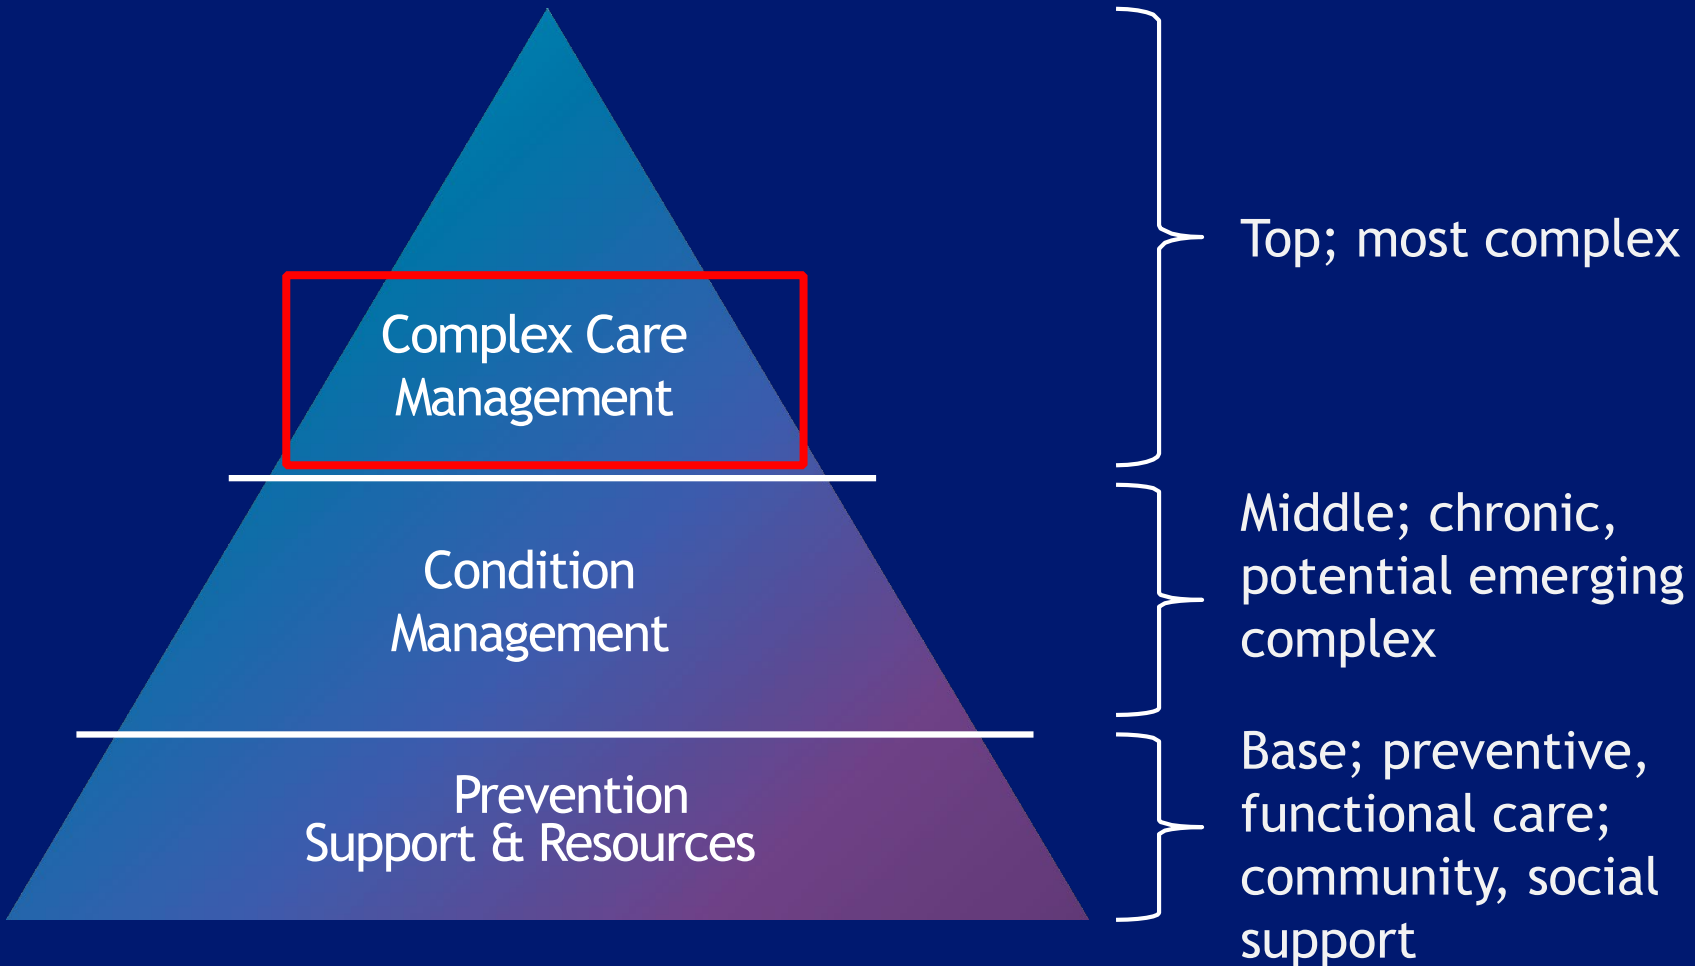 Complex Care
Management
Top; most complex
Condition
Management
Middle; chronic,
potential emerging
complex
Prevention
Support & Resources
Base; preventive,
functional care;
community, social
support